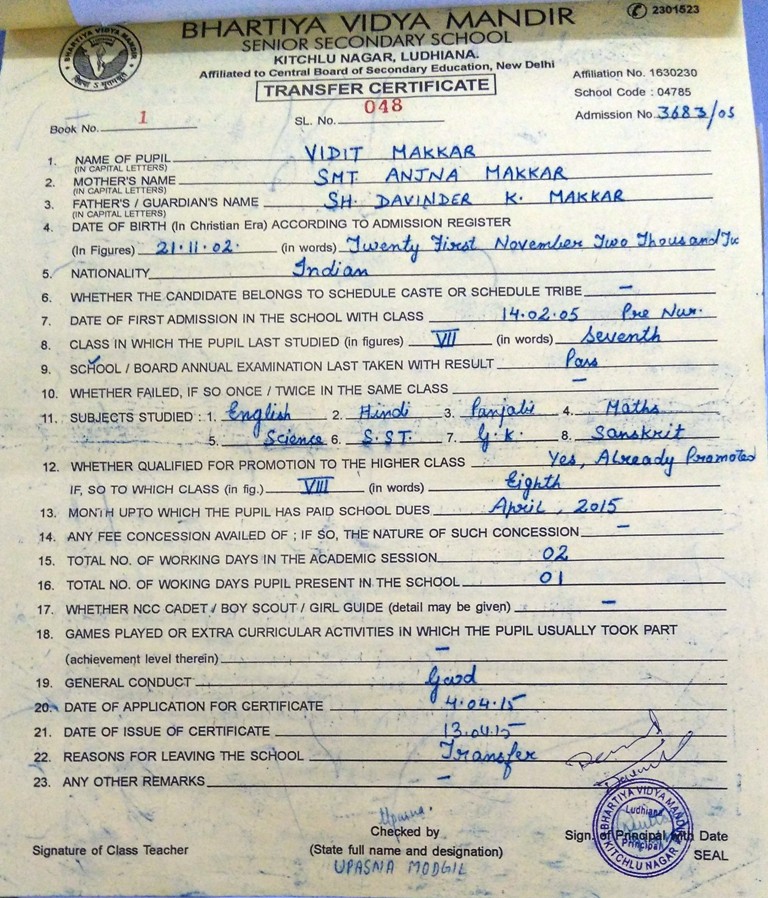 BHARTIYA VIDYA MANDIR
2301523
BHARTIYA VIDYA MANDIR
SENIOR SECONDARY SCHOOL
KITCHLU NAGAR, LUDHIANA.
Affiliated to Central Board of Secondary Education, New Delhi
Affiliation No. 1630230
TRANSFER CERTIFICATE
School Code : 04785
Book No. 1 SL. No. 048 Admission No. 3683/05
1. NAME OF PUPIL VIDIT MAKKAR
(IN CAPITAL LETTERS)
2. MOTHER'S NAME SMT ANJNA MAKKAR
(IN CAPITAL LETTERS)
3. FATHER'S / GUARDIAN'S NAME SH. DAVINDER K. MAKKAR
(IN CAPITAL LETTERS)
4. DATE OF BIRTH (In Christian Era) ACCORDING TO ADMISSION REGISTER
(In Figures) 21.11.02. (in words) Twenty First November Two Thousand Tw
5. NATIONALITY Indian
6. WHETHER THE CANDIDATE BELONGS TO SCHEDULE CASTE OR SCHEDULE TRIBE –
7. DATE OF FIRST ADMISSION IN THE SCHOOL WITH CLASS 14.02.05 Pre Nur.
8. CLASS IN WHICH THE PUPIL LAST STUDIED (in figures) VII (in words) Seventh
9. SCHOOL / BOARD ANNUAL EXAMINATION LAST TAKEN WITH RESULT Pass
10. WHETHER FAILED, IF SO ONCE / TWICE IN THE SAME CLASS –
11. SUBJECTS STUDIED : 1. English 2. Hindi 3. Panjabi 4. Maths
5. Science 6. S.ST. 7. G.K. 8. Sanskrit
12. WHETHER QUALIFIED FOR PROMOTION TO THE HIGHER CLASS Yes, Already Promoted
IF, SO TO WHICH CLASS (in fig.) VIII (in words) Eighth
13. MONTH UPTO WHICH THE PUPIL HAS PAID SCHOOL DUES April, 2015
14. ANY FEE CONCESSION AVAILED OF ; IF SO, THE NATURE OF SUCH CONCESSION –
15. TOTAL NO. OF WORKING DAYS IN THE ACADEMIC SESSION 02
16. TOTAL NO. OF WOKING DAYS PUPIL PRESENT IN THE SCHOOL 01
17. WHETHER NCC CADET / BOY SCOUT / GIRL GUIDE (detail may be given) –
18. GAMES PLAYED OR EXTRA CURRICULAR ACTIVITIES IN WHICH THE PUPIL USUALLY TOOK PART
(achievement level therein) –
19. GENERAL CONDUCT Good
20. DATE OF APPLICATION FOR CERTIFICATE 4.04.15
21. DATE OF ISSUE OF CERTIFICATE 13.04.15
22. REASONS FOR LEAVING THE SCHOOL Transfer
23. ANY OTHER REMARKS –
Upasna
BHARTIYA VIDYA MANDIR
Ludhiana
Principal
KITCHLU NAGAR
Checked by Sign. of Principal with Date
Signature of Class Teacher (State full name and designation) SEAL
UPASNA MODGIL